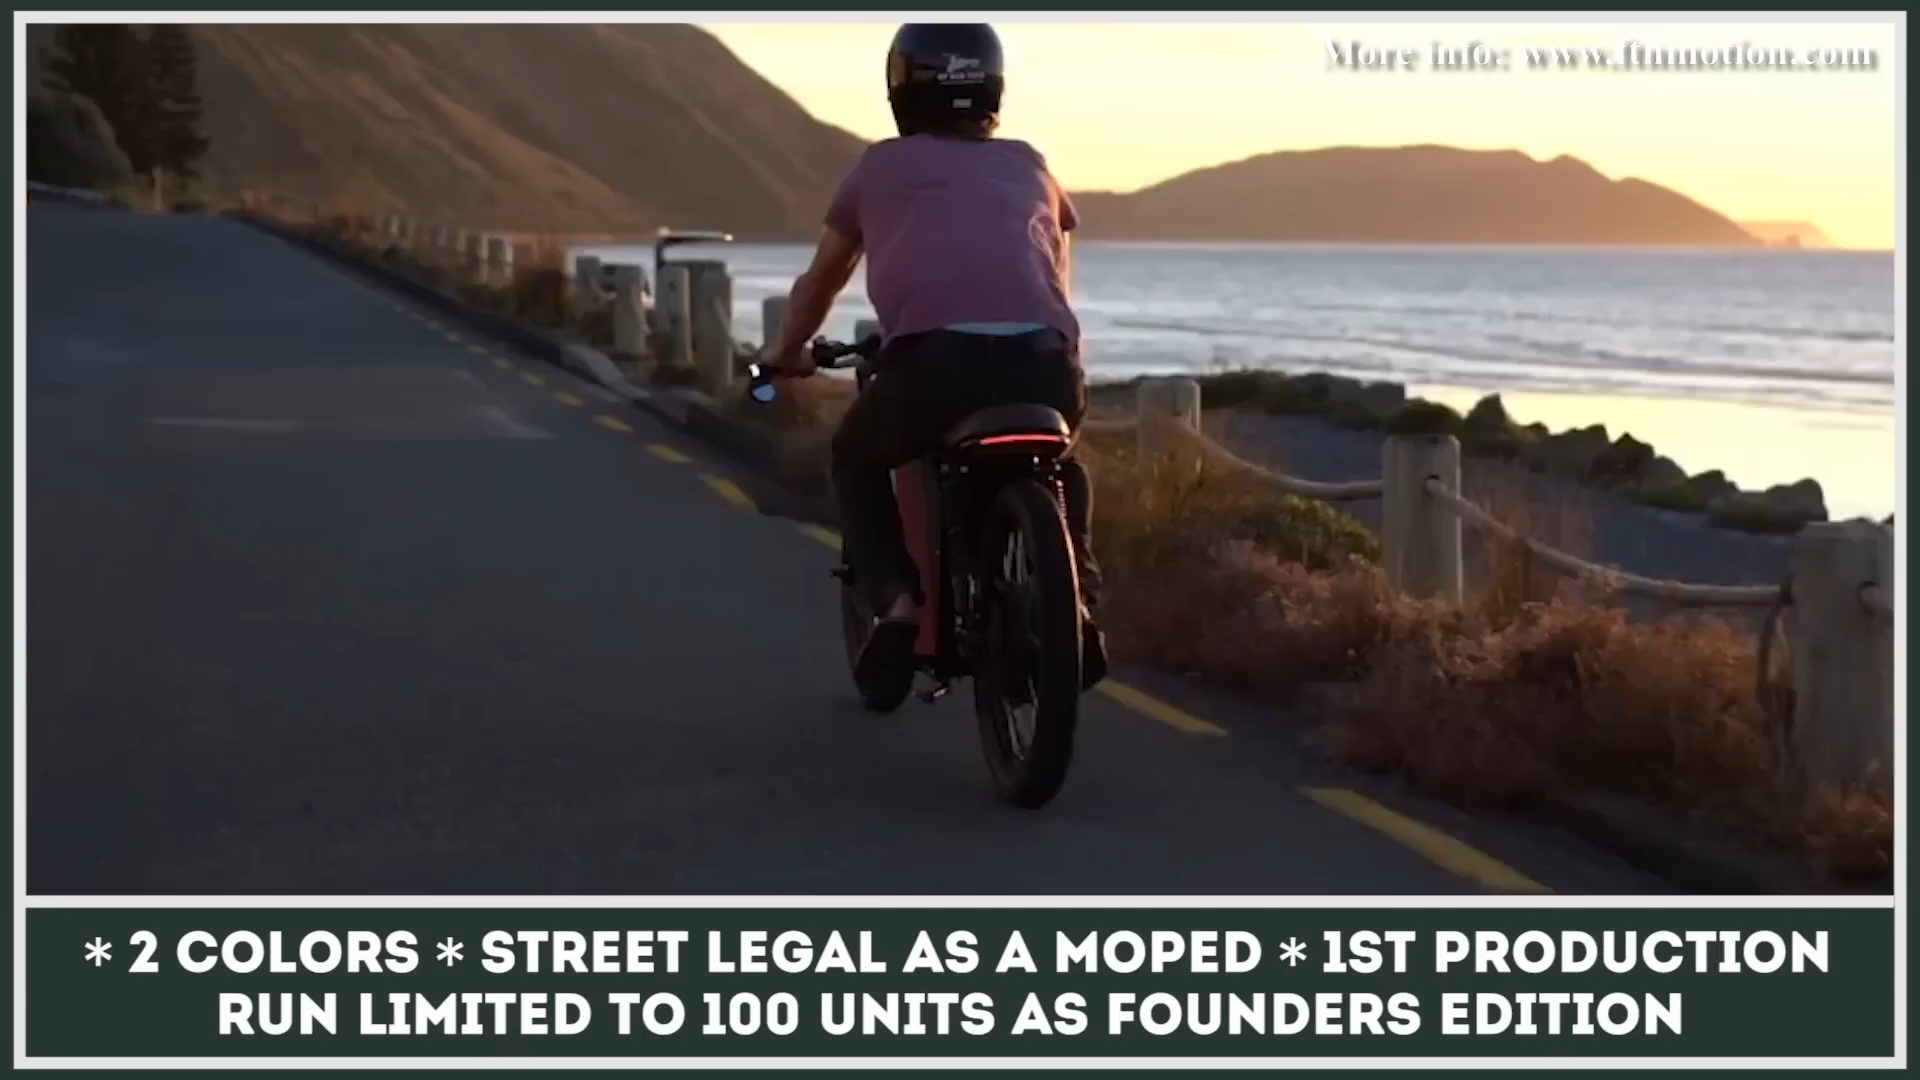 More info: www.ftnmotion.com
* 2 COLORS * STREET LEGAL AS A MOPED * 1ST PRODUCTION
RUN LIMITED TO 100 UNITS AS FOUNDERS EDITION